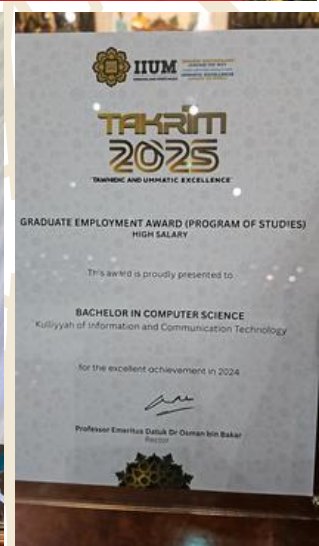 IIUM
TAKRIM
2025
"TAWHIDIC AND UMMATIC EXCELLENCE"
GRADUATE EMPLOYMENT AWARD (PROGRAM OF STUDIES)
HIGH SALARY
This award is proudly presented to
BACHELOR IN COMPUTER SCIENCE
Kulliyyah of Information and Communication Technology
for the excellent achievement in 2024
Professor Emeritus Datuk Dr Osman bin Bakar
Rector